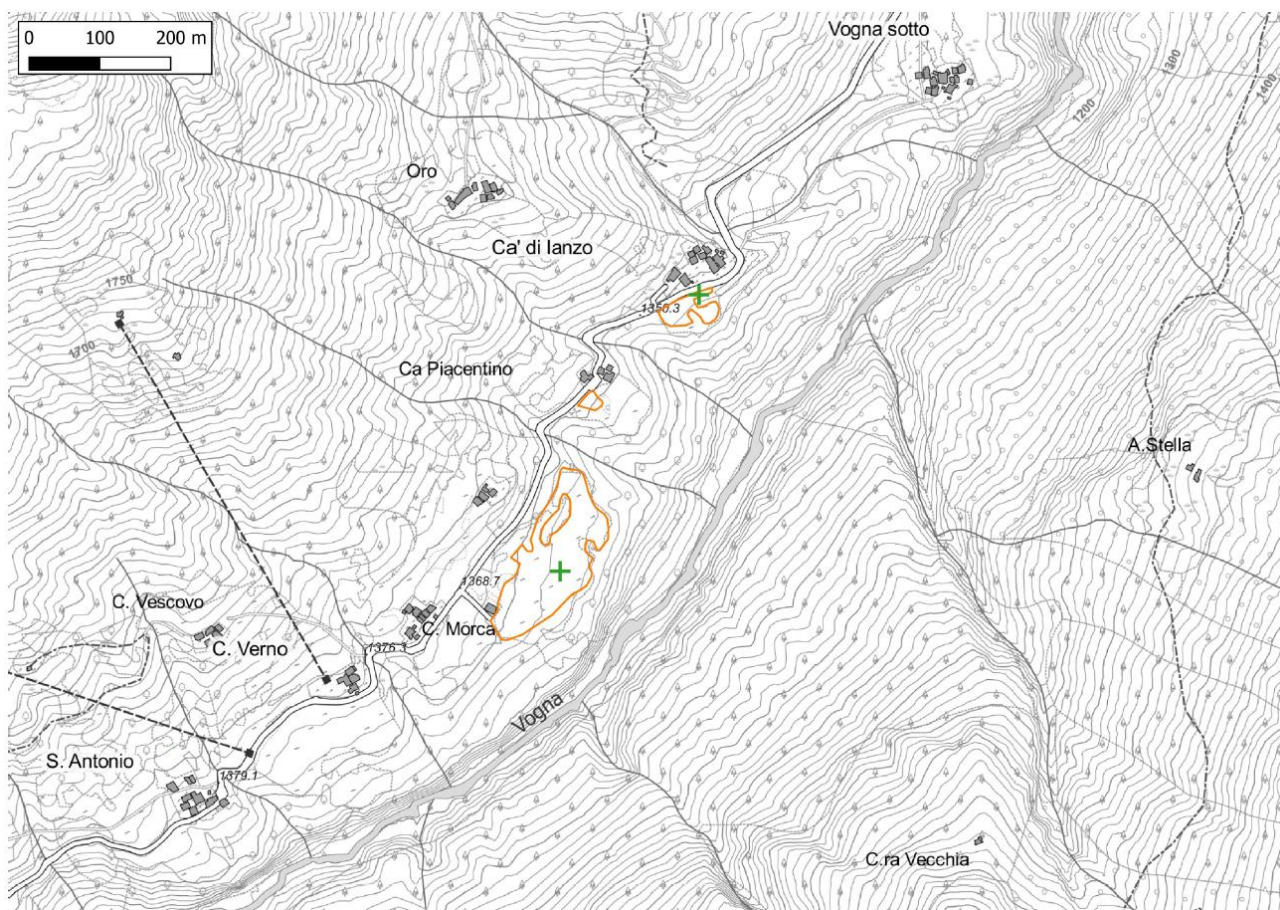 0 100 200 m
Vogna sotto
1300
1400
1200
Oro
Ca' di Ianzo
1750
1350.3
1700
Ca Piacentino
A.Stella
1368.7
C. Vescovo
C. Morca
C. Verno
1376.3
Vogna
S. Antonio
1379.1
C.ra Vecchia